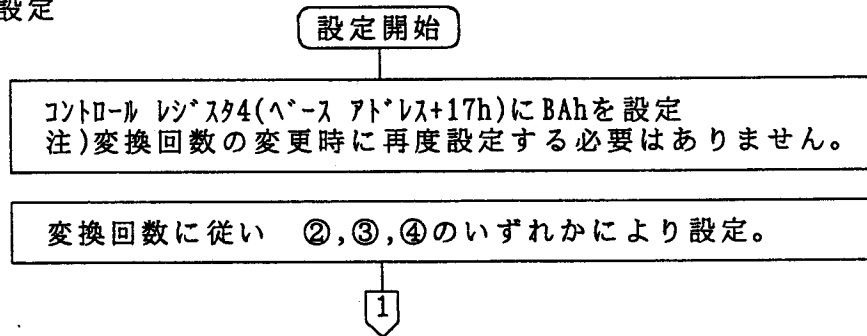 設定
設定開始
ｺﾝﾄﾛｰﾙ ﾚｼﾞｽﾀ4(ﾍﾞｰｽ ｱﾄﾞﾚｽ+17h)にBAhを設定
注)変換回数の変更時に再度設定する必要はありません。
変換回数に従い ②,③,④のいずれかにより設定。
1